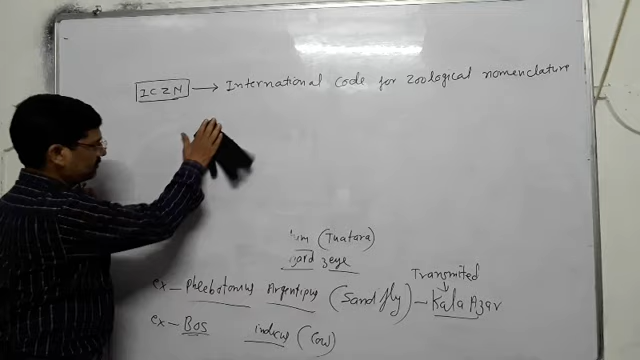 ICZN → International Code for Zoological nomenclature
(Tuatara)
ex - Phlebotomus Argentipus (Sand fly) - Kala Azar
Transmited
ex - Bos indicus (Cow)